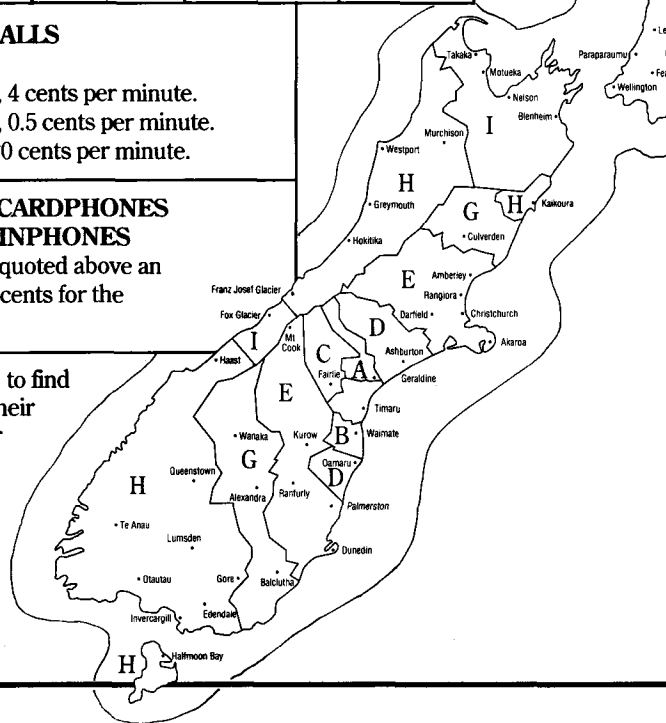 ALLS
, 4 cents per minute.
, 0.5 cents per minute.
0 cents per minute.
CARDPHONES
INPHONES
quoted above an
cents for the
to find
heir
Takaka
Motueka
Nelson
Blenheim
Paraparaumu
Wellington
Le
Fe
Murchison
I
Westport
H
Greymouth
G
H
Kaikoura
Culverden
Hokitika
E
Amberley
Rangiora
Franz Josef Glacier
Fox Glacier
Darfield
Christchurch
D
Akaroa
I
Mt
Cook
C
Ashburton
Haast
Fairlie
A
Geraldine
E
Timaru
B
Waimate
Wanaka
Kurow
G
Oamaru
D
Queenstown
H
Alexandra
Ranfurly
Palmerston
Te Anau
Lumsden
Dunedin
Otautau
Gore
Balclutha
Edendale
Invercargill
H
Halfmoon Bay